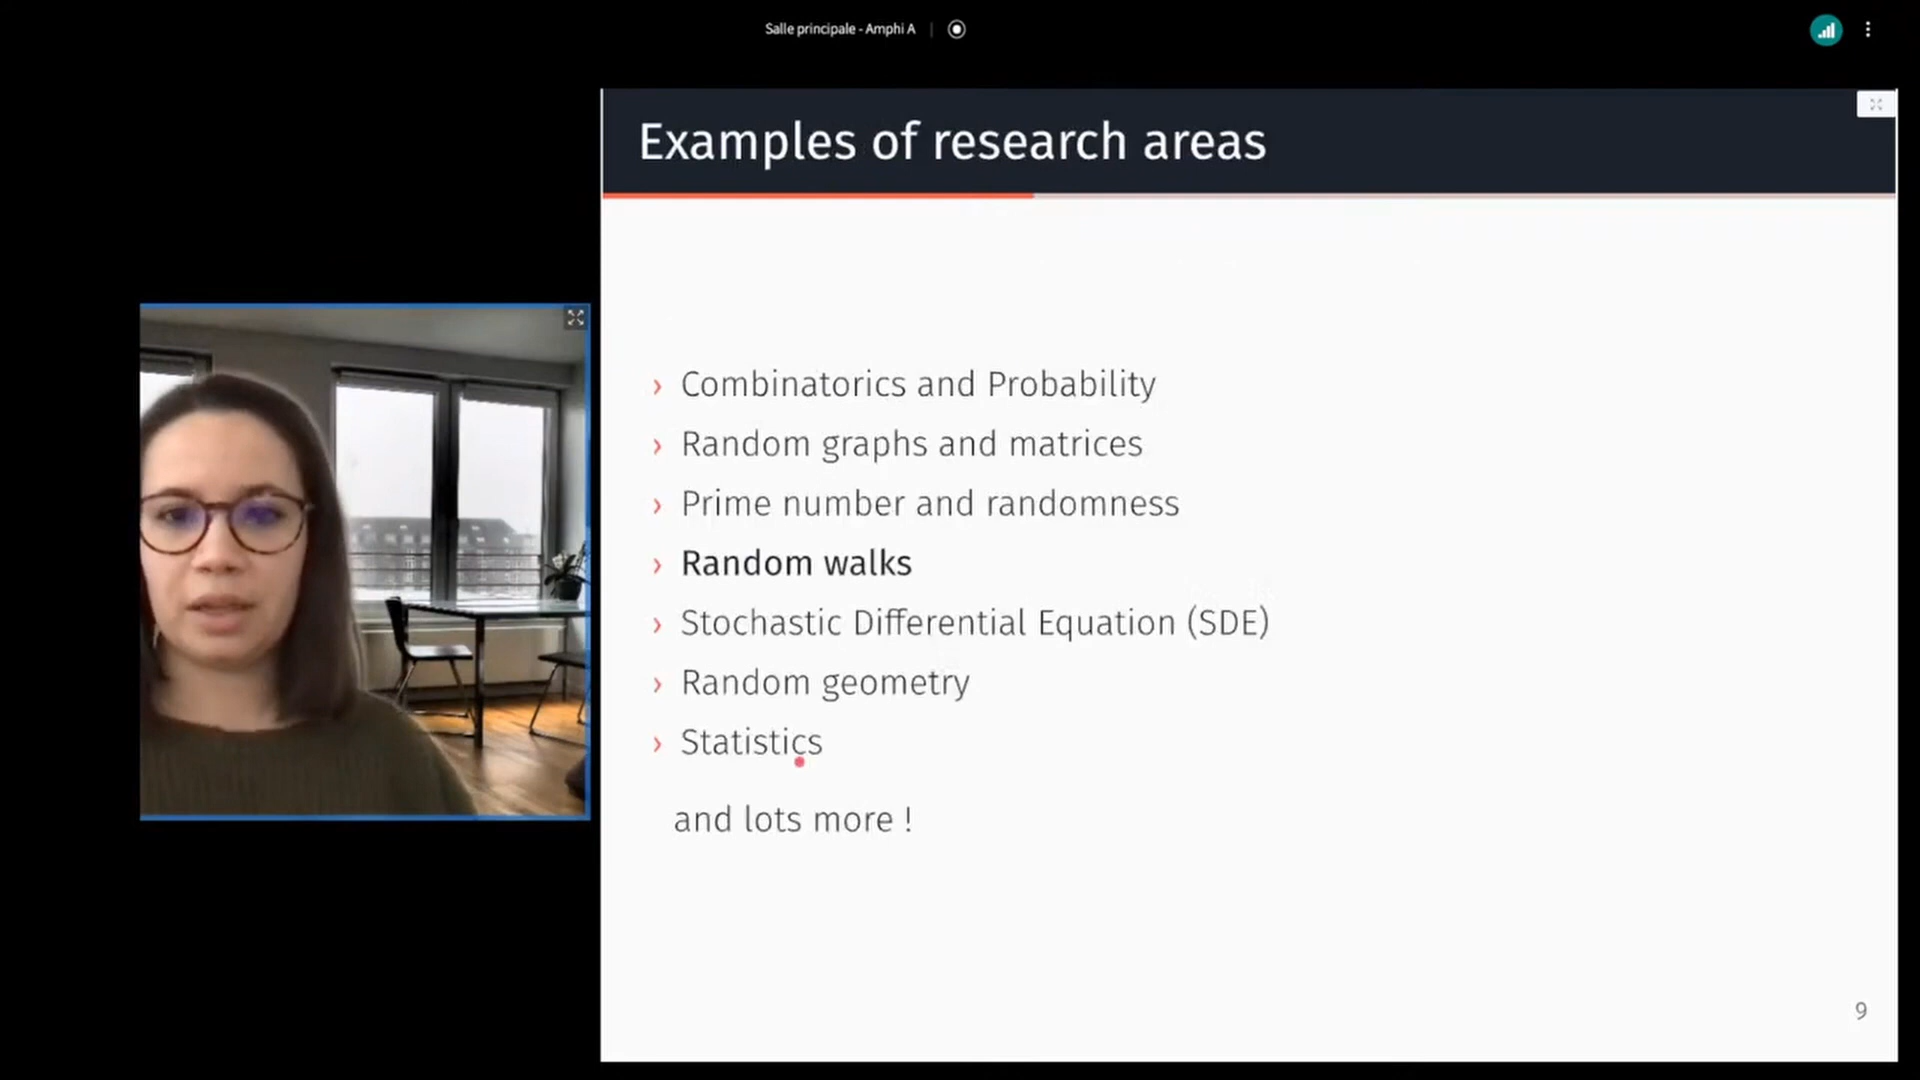 Salle principale - Amphi A
Examples of research areas
› Combinatorics and Probability
› Random graphs and matrices
› Prime number and randomness
› Random walks
› Stochastic Differential Equation (SDE)
› Random geometry
› Statistics
and lots more !
9